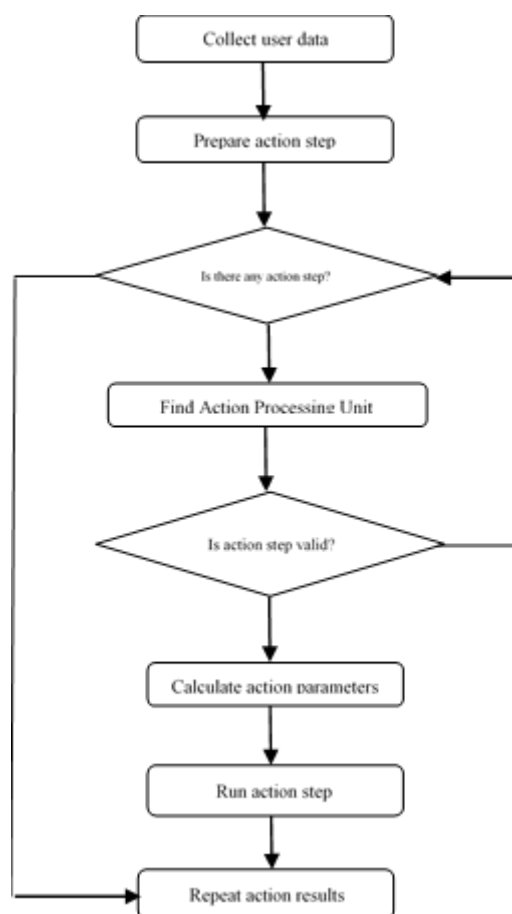 Collect user data
Prepare action step
Is there any action step?
Find Action Processing Unit
Is action step valid?
Calculate action parameters
Run action step
Repeat action results